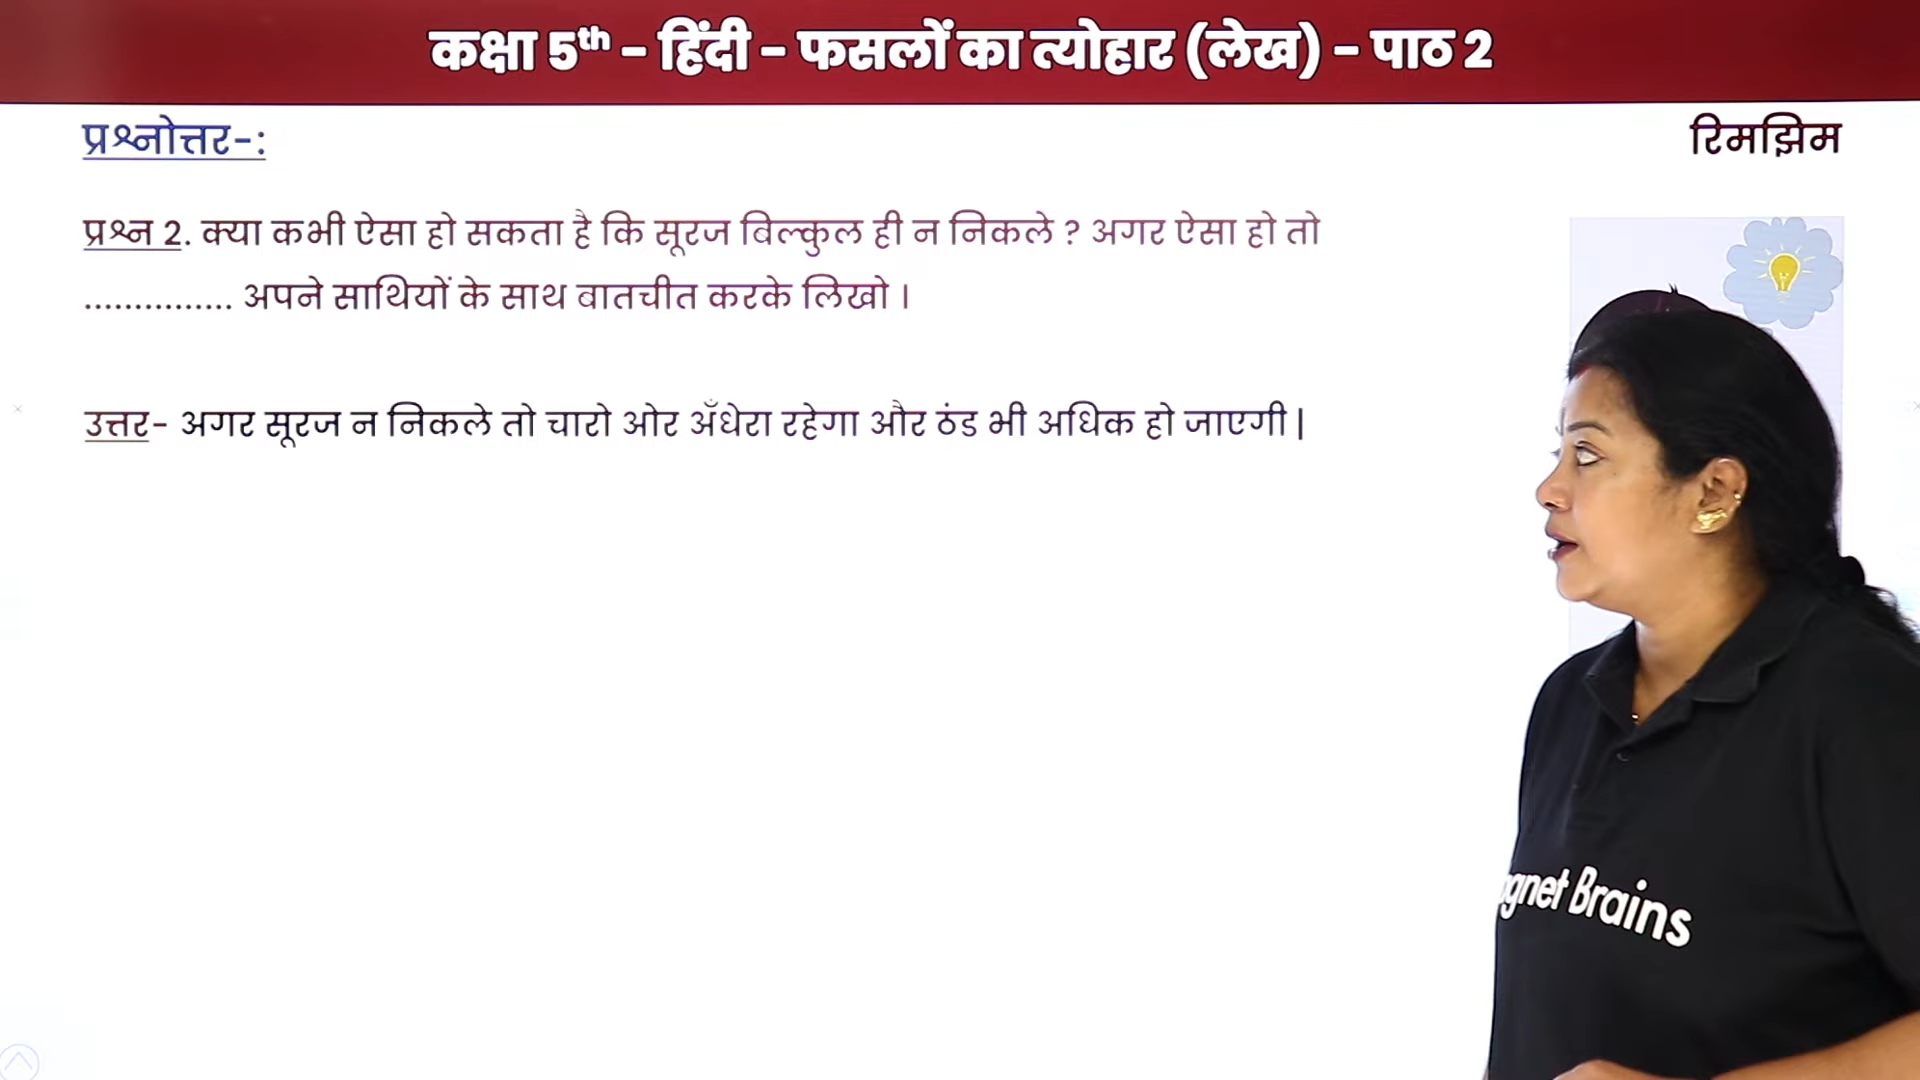 कक्षा 5th - हिंदी - फसलों का त्योहार (लेख) - पाठ 2
प्रश्नोत्तर-:
रिमझिम
प्रश्न 2. क्या कभी ऐसा हो सकता है कि सूरज बिल्कुल ही न निकले ? अगर ऐसा हो तो
............... अपने साथियों के साथ बातचीत करके लिखो ।
उत्तर- अगर सूरज न निकले तो चारो ओर अँधेरा रहेगा और ठंड भी अधिक हो जाएगी |
Brains